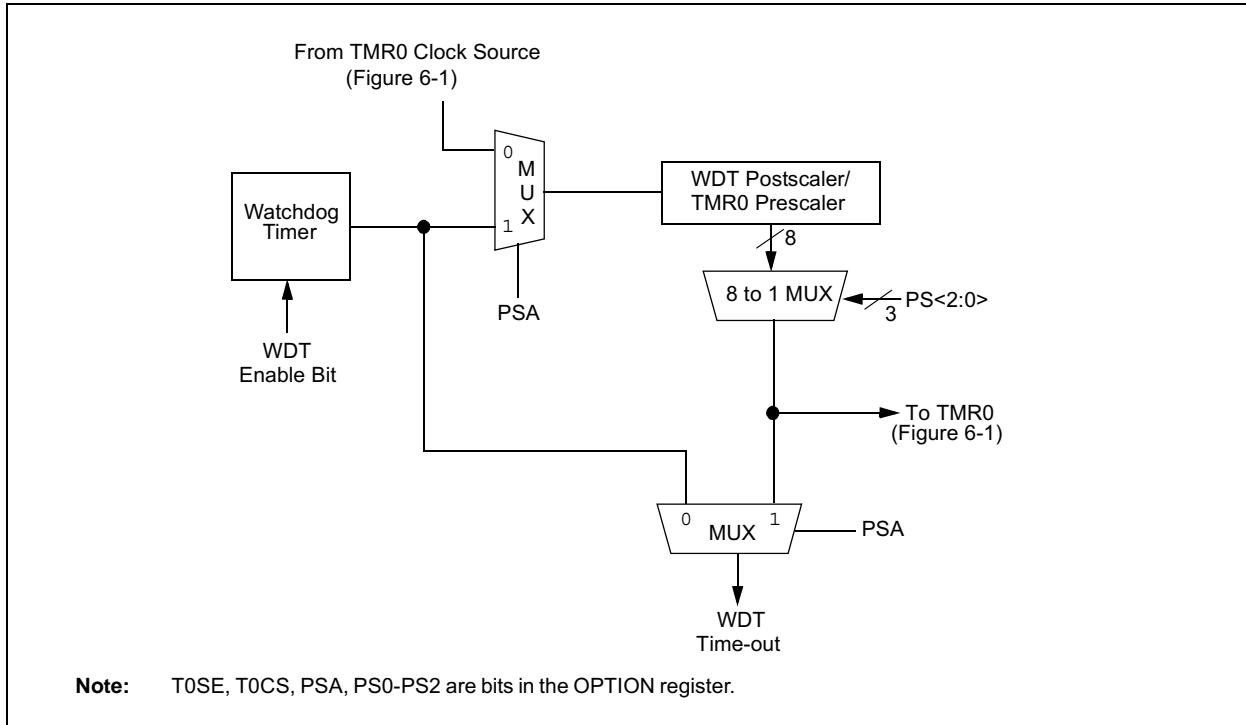 From TMR0 Clock Source
(Figure 6-1)
0
M
U
X
1
PSA
Watchdog
Timer
WDT
Enable Bit
WDT Postscaler/
TMR0 Prescaler
8
8 to 1 MUX
PS<2:0>
3
To TMR0
(Figure 6-1)
0
1
MUX
PSA
WDT
Time-out
Note: T0SE, T0CS, PSA, PS0-PS2 are bits in the OPTION register.